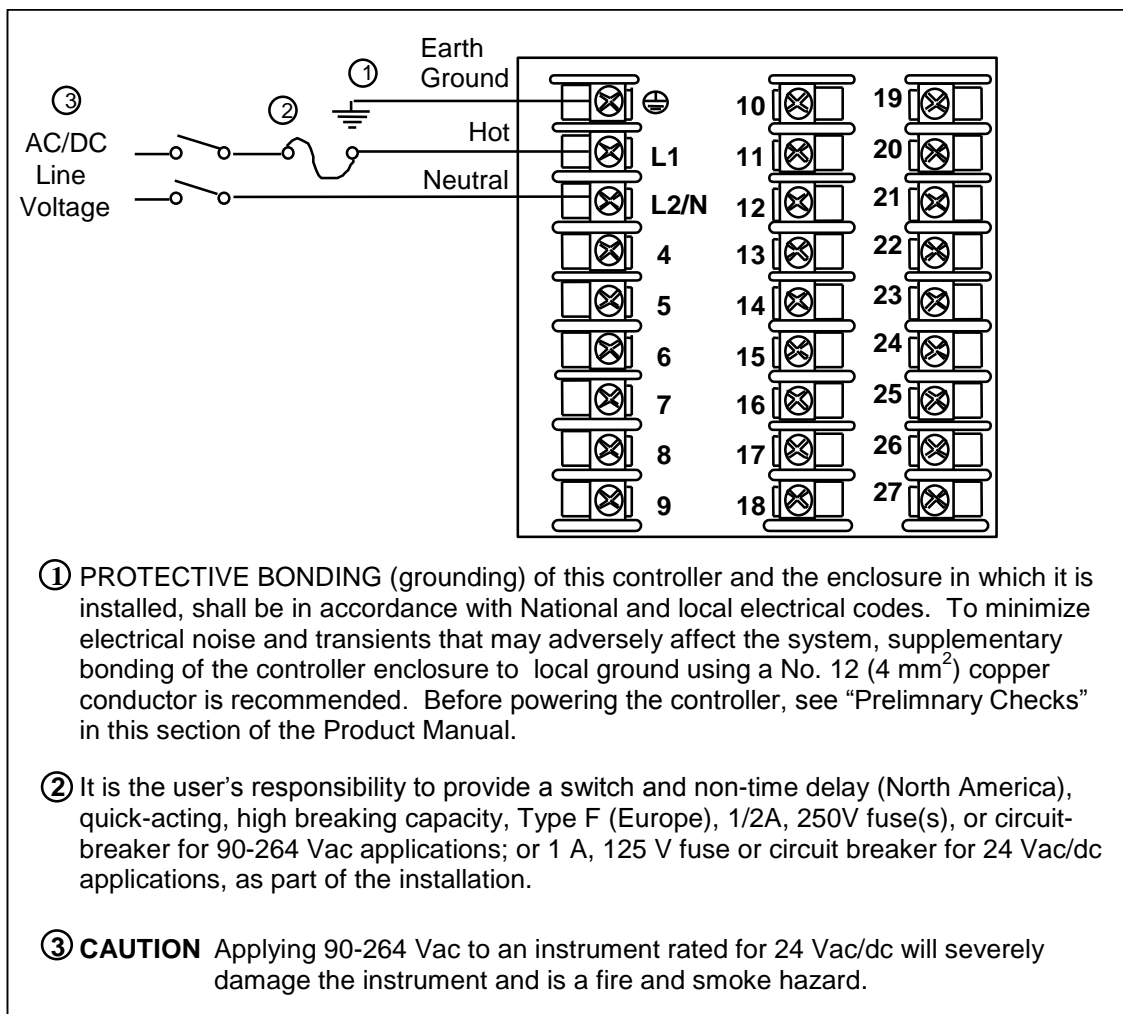 Earth
Ground
①
②
③
AC/DC
Line
Voltage
Hot
Neutral
L1
L2/N
4
5
6
7
8
9
10
11
12
13
14
15
16
17
18
19
20
21
22
23
24
25
26
27
① PROTECTIVE BONDING (grounding) of this controller and the enclosure in which it is
installed, shall be in accordance with National and local electrical codes. To minimize
electrical noise and transients that may adversely affect the system, supplementary
bonding of the controller enclosure to local ground using a No. 12 (4 mm²) copper
conductor is recommended. Before powering the controller, see “Prelimnary Checks”
in this section of the Product Manual.
② It is the user’s responsibility to provide a switch and non-time delay (North America),
quick-acting, high breaking capacity, Type F (Europe), 1/2A, 250V fuse(s), or circuit-
breaker for 90-264 Vac applications; or 1 A, 125 V fuse or circuit breaker for 24 Vac/dc
applications, as part of the installation.
③ CAUTION Applying 90-264 Vac to an instrument rated for 24 Vac/dc will severely
damage the instrument and is a fire and smoke hazard.